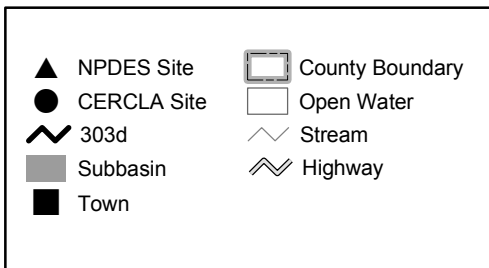 NPDES Site
CERCLA Site
303d
Subbasin
Town
County Boundary
Open Water
Stream
Highway